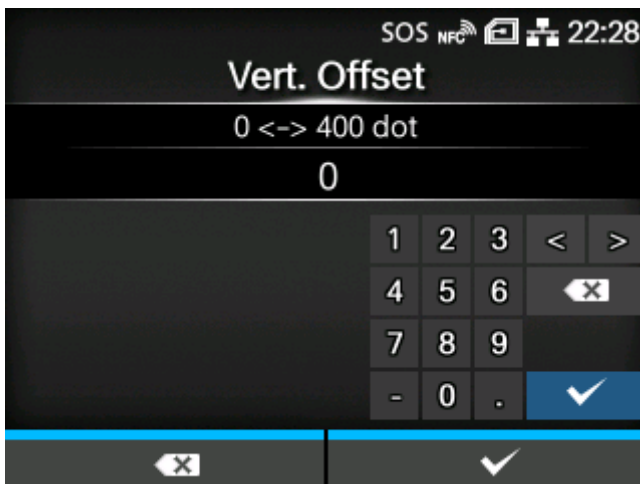 SOS NFC 22:28
Vert. Offset
0 <-> 400 dot
0
1 2 3 < >
4 5 6
7 8 9
- 0 .